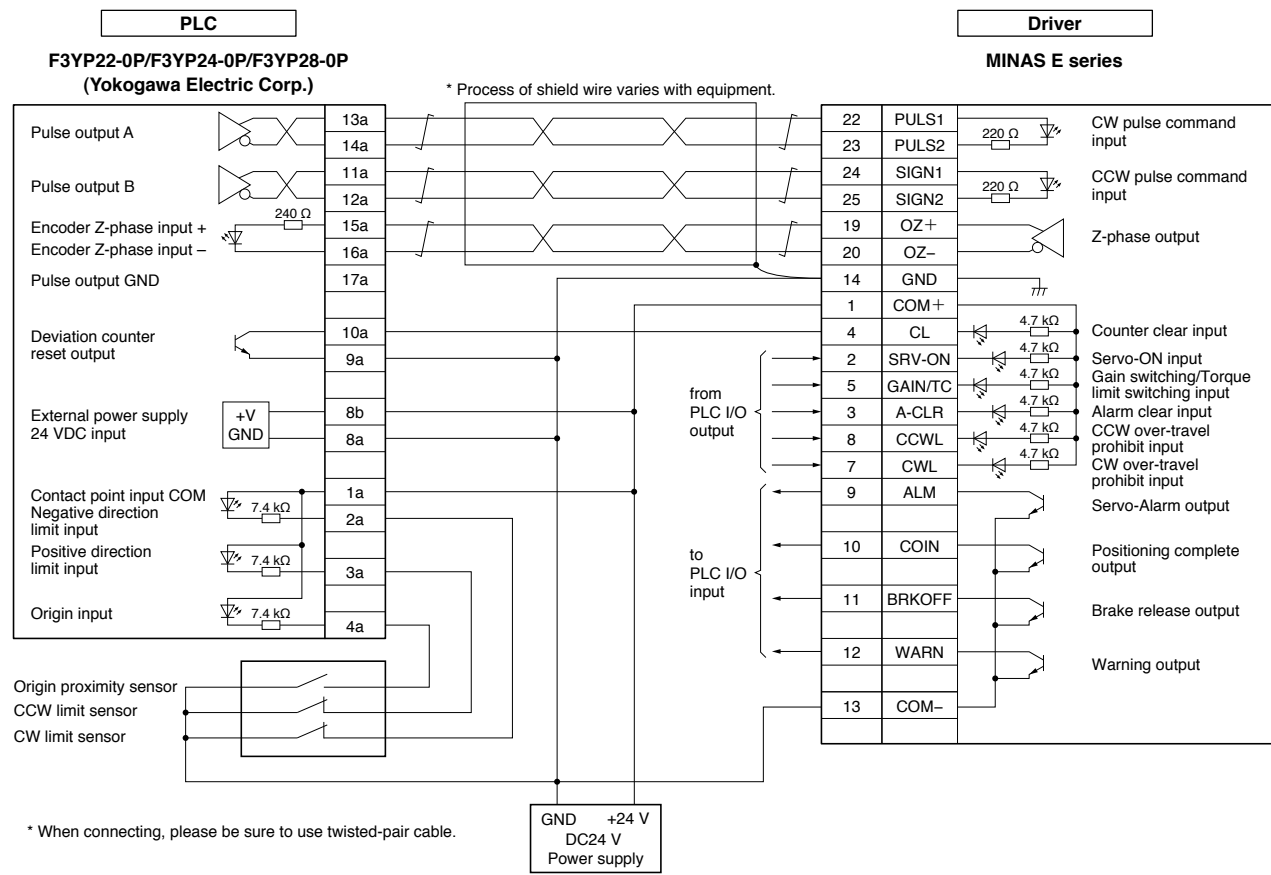 PLC
Driver
F3YP22-0P/F3YP24-0P/F3YP28-0P
(Yokogawa Electric Corp.)
MINAS E series
* Process of shield wire varies with equipment.
Pulse output A
13a
14a
22 PULS1
23 PULS2
220 Ω
CW pulse command
input
Pulse output B
11a
12a
24 SIGN1
25 SIGN2
220 Ω
CCW pulse command
input
Encoder Z-phase input +
240 Ω
15a
Encoder Z-phase input –
16a
19 OZ+
20 OZ–
Z-phase output
Pulse output GND
17a
14 GND
1 COM+
Deviation counter
reset output
10a
9a
4 CL
4.7 kΩ
Counter clear input
2 SRV-ON
4.7 kΩ
Servo-ON input
5 GAIN/TC
4.7 kΩ
Gain switching/Torque
limit switching input
3 A-CLR
4.7 kΩ
Alarm clear input
8 CCWL
4.7 kΩ
CCW over-travel
prohibit input
7 CWL
4.7 kΩ
CW over-travel
prohibit input
from
PLC I/O
output
External power supply
24 VDC input
+V
GND
8b
8a
Contact point input COM
1a
Negative direction
limit input
7.4 kΩ
2a
Positive direction
limit input
7.4 kΩ
3a
Origin input
7.4 kΩ
4a
9 ALM
Servo-Alarm output
to
PLC I/O
input
10 COIN
Positioning complete
output
11 BRKOFF
Brake release output
12 WARN
Warning output
13 COM–
Origin proximity sensor
CCW limit sensor
CW limit sensor
GND +24 V
DC24 V
Power supply
* When connecting, please be sure to use twisted-pair cable.